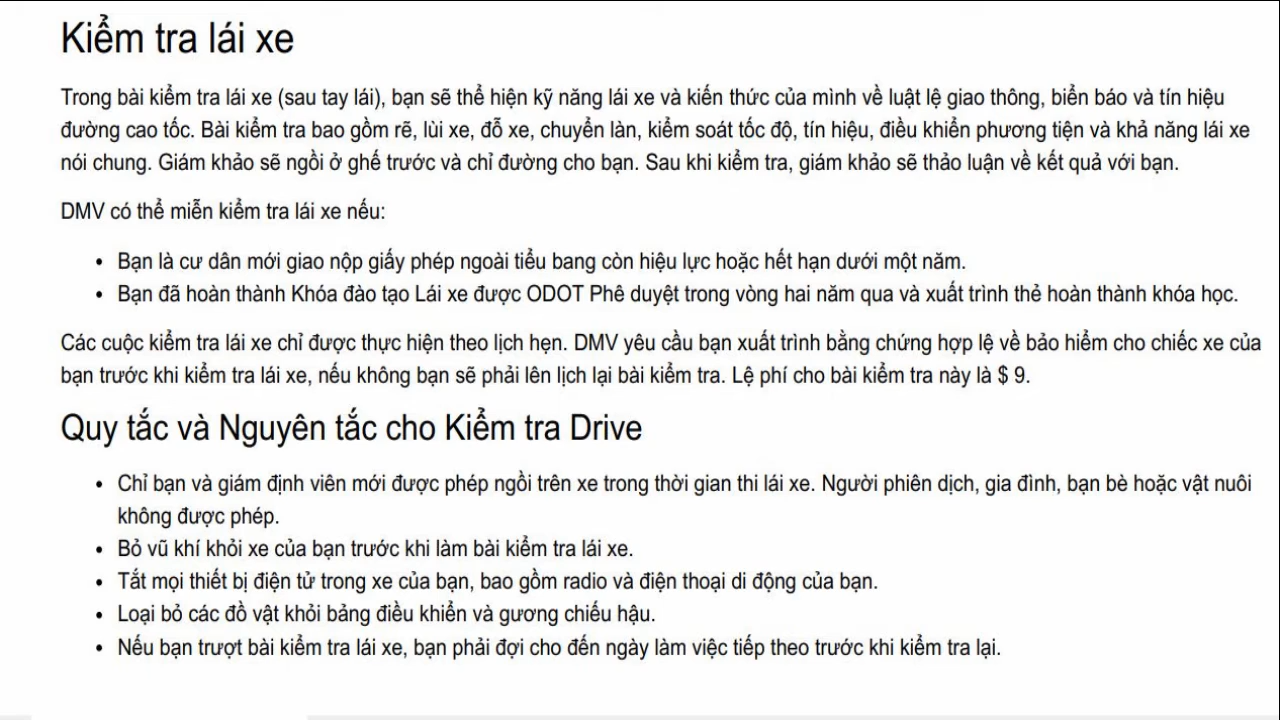 Kiểm tra lái xe
Trong bài kiểm tra lái xe (sau tay lái), bạn sẽ thể hiện kỹ năng lái xe và kiến thức của mình về luật lệ giao thông, biển báo và tín hiệu
đường cao tốc. Bài kiểm tra bao gồm rẽ, lùi xe, đỗ xe, chuyển làn, kiểm soát tốc độ, tín hiệu, điều khiển phương tiện và khả năng lái xe
nói chung. Giám khảo sẽ ngồi ở ghế trước và chỉ đường cho bạn. Sau khi kiểm tra, giám khảo sẽ thảo luận về kết quả với bạn.
DMV có thể miễn kiểm tra lái xe nếu:
• Bạn là cư dân mới giao nộp giấy phép ngoài tiểu bang còn hiệu lực hoặc hết hạn dưới một năm.
• Bạn đã hoàn thành Khóa đào tạo Lái xe được ODOT Phê duyệt trong vòng hai năm qua và xuất trình thẻ hoàn thành khóa học.
Các cuộc kiểm tra lái xe chỉ được thực hiện theo lịch hẹn. DMV yêu cầu bạn xuất trình bằng chứng hợp lệ về bảo hiểm cho chiếc xe của
bạn trước khi kiểm tra lái xe, nếu không bạn sẽ phải lên lịch lại bài kiểm tra. Lệ phí cho bài kiểm tra này là $ 9.
Quy tắc và Nguyên tắc cho Kiểm tra Drive
• Chỉ bạn và giám định viên mới được phép ngồi trên xe trong thời gian thi lái xe. Người phiên dịch, gia đình, bạn bè hoặc vật nuôi
không được phép.
• Bỏ vũ khí khỏi xe của bạn trước khi làm bài kiểm tra lái xe.
• Tắt mọi thiết bị điện tử trong xe của bạn, bao gồm radio và điện thoại di động của bạn.
• Loại bỏ các đồ vật khỏi bảng điều khiển và gương chiếu hậu.
• Nếu bạn trượt bài kiểm tra lái xe, bạn phải đợi cho đến ngày làm việc tiếp theo trước khi kiểm tra lại.